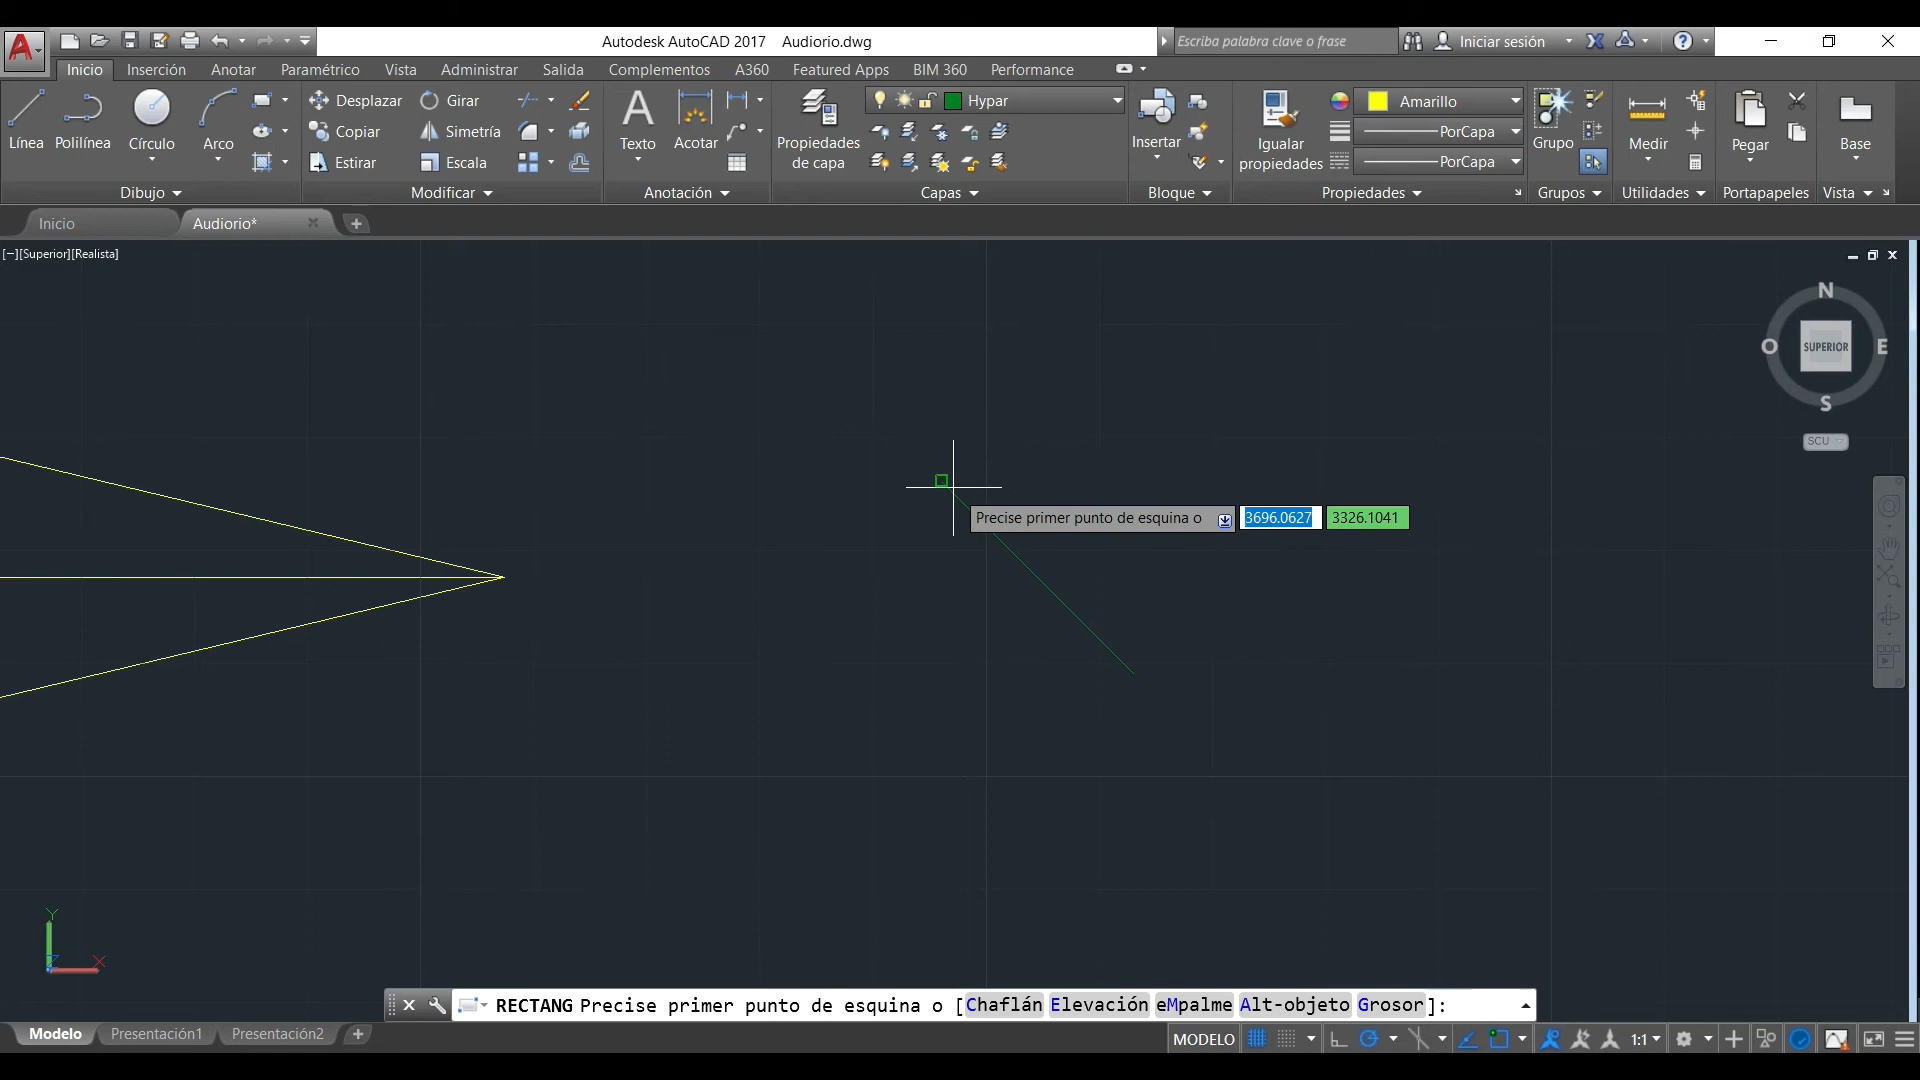 Autodesk AutoCAD 2017 Audiorio.dwg
Escriba palabra clave o frase
Iniciar sesión
Inicio Inserción Anotar Paramétrico Vista Administrar Salida Complementos A360 Featured Apps BIM 360 Performance
Línea Polilínea Círculo Arco
Desplazar Girar
Copiar Simetría
Estirar Escala
Texto Acotar
Propiedades de capa
Hypar
Insertar
Igualar propiedades
Amarillo
PorCapa
PorCapa
Grupo
Medir
Pegar
Base
Dibujo Modificar Anotación Capas Bloque Propiedades Grupos Utilidades Portapapeles Vista
Inicio Audiorio*
[−][Superior][Realista]
N
O SUPERIOR E
S
SCU
Precise primer punto de esquina o 3696.0627 3326.1041
Y
X
RECTANG Precise primer punto de esquina o [Chaflán Elevación eMpalme Alt-objeto Grosor]:
Modelo Presentación1 Presentación2
MODELO 1:1